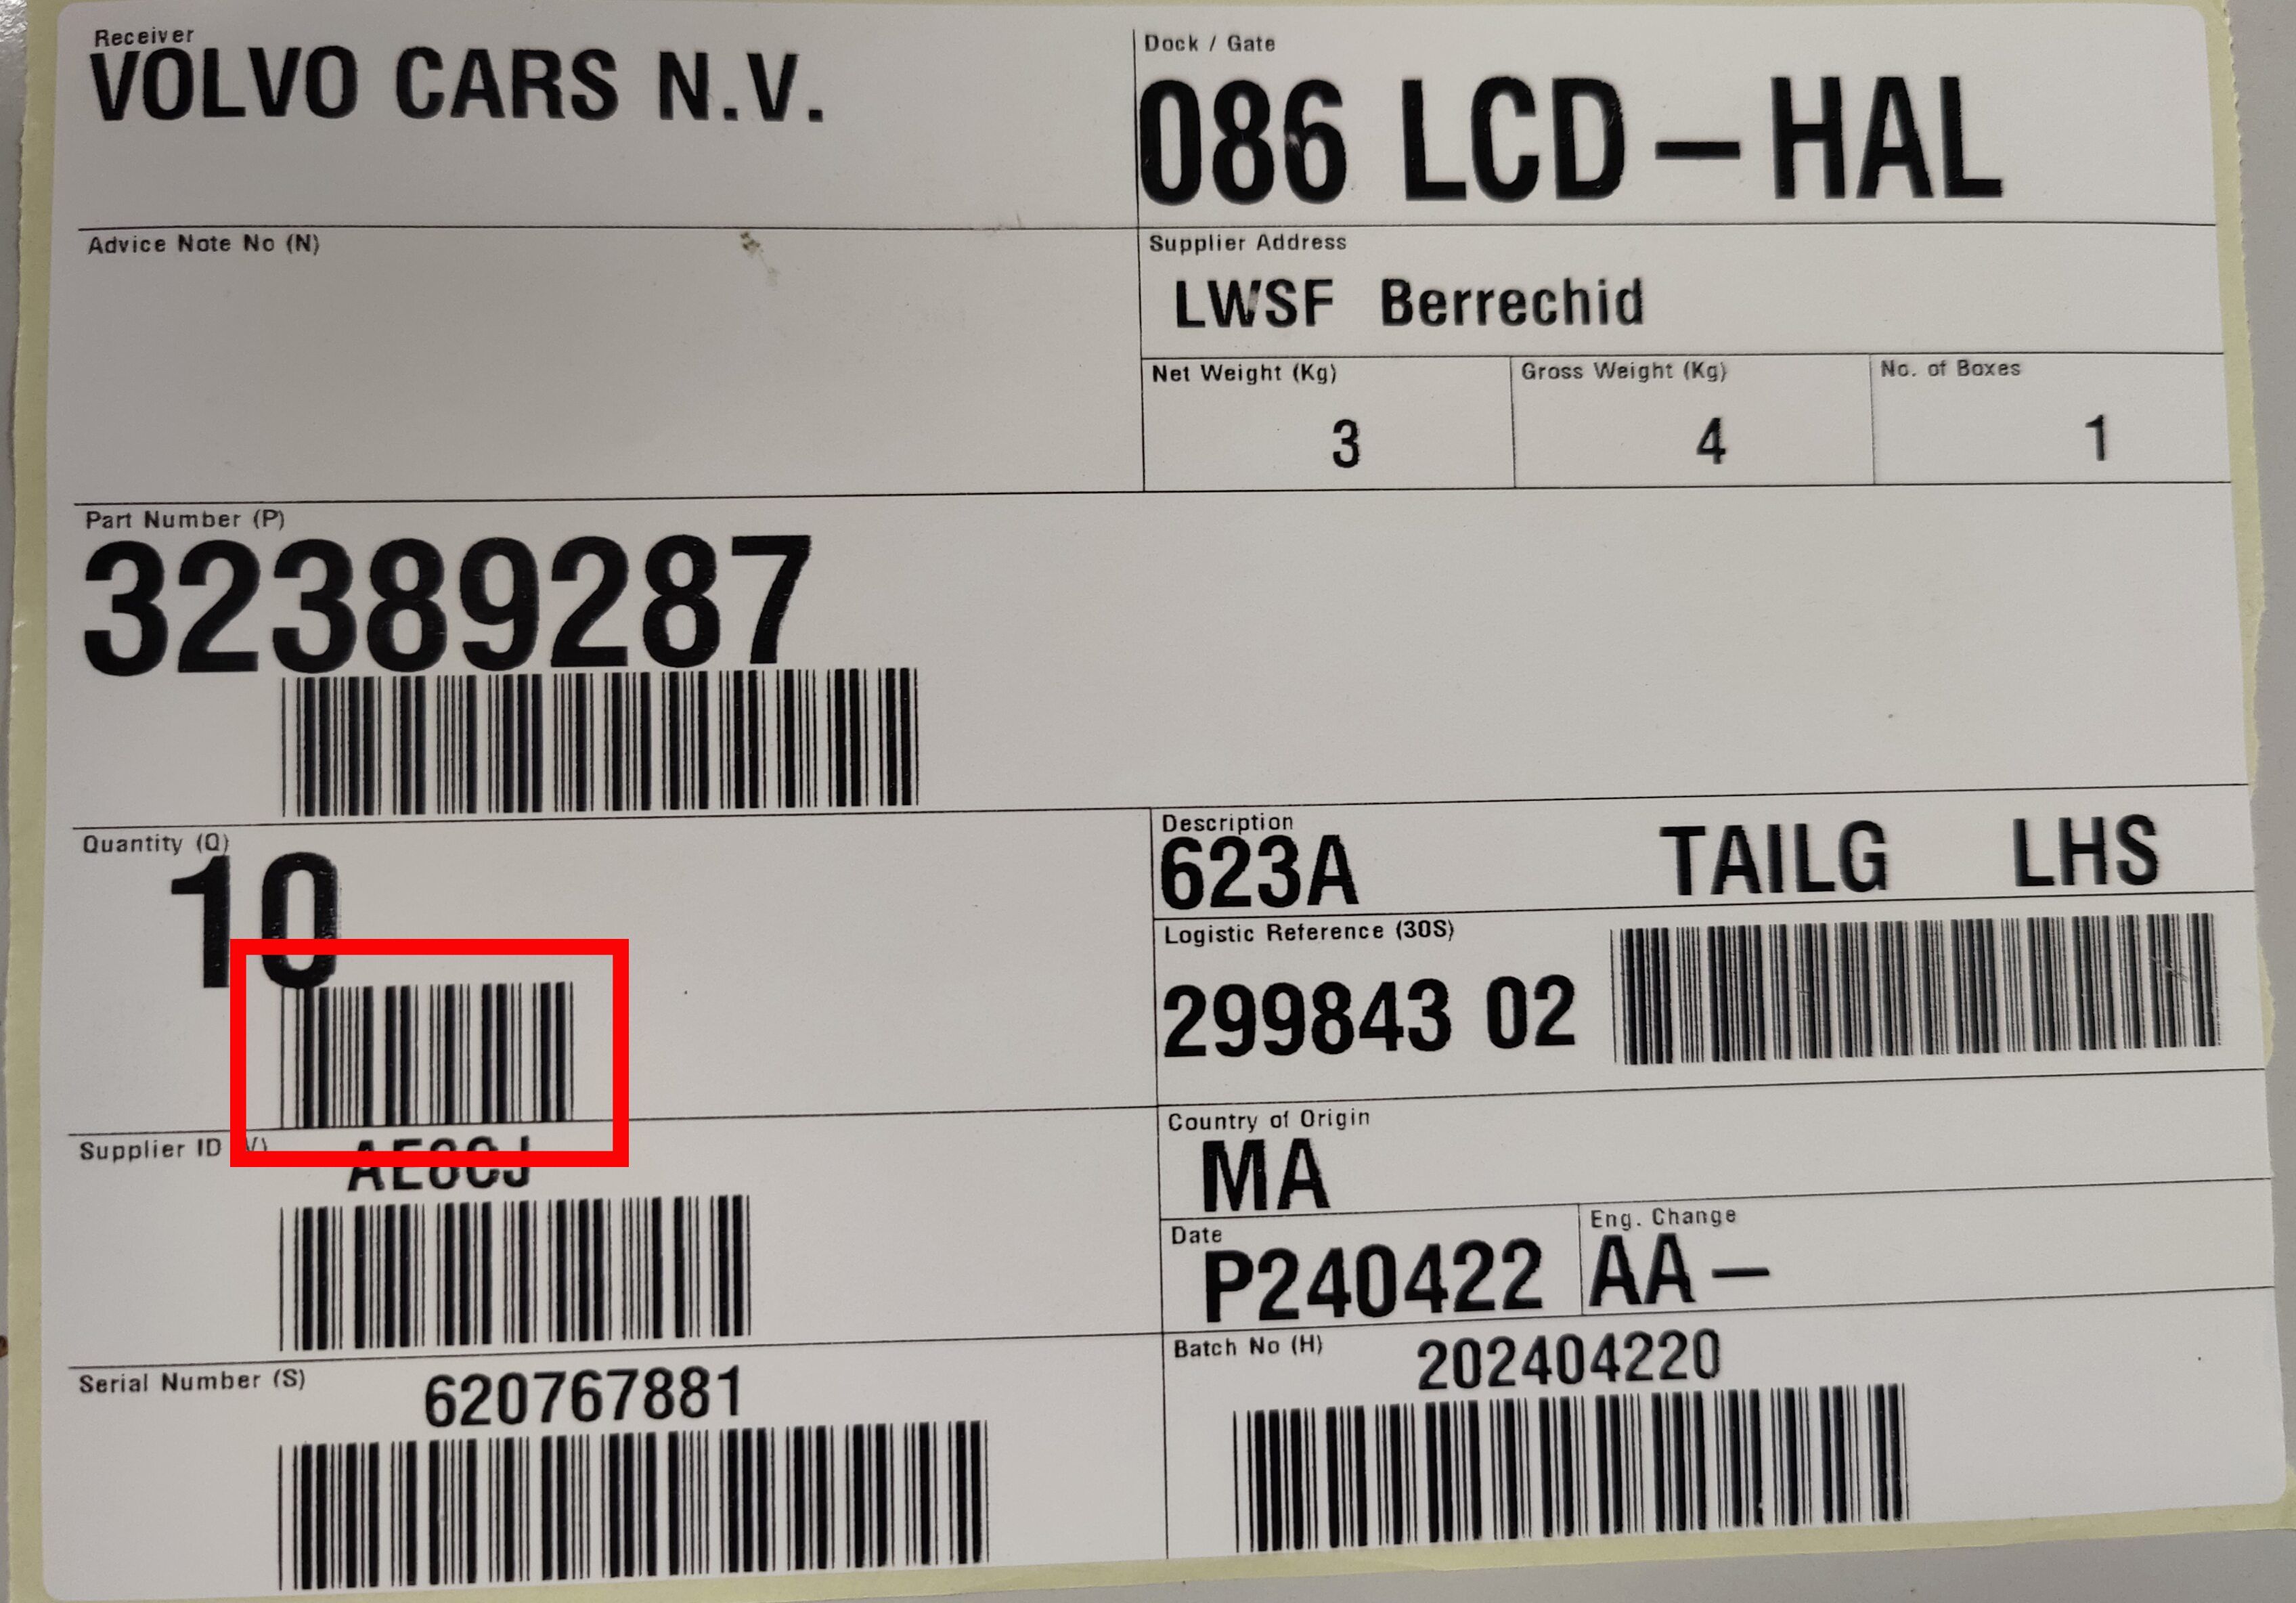 Receiver
VOLVO CARS N.V.
Dock / Gate
086 LCD-HAL
Advice Note No (N)
Supplier Address
LWSF Berrechid
Net Weight (Kg)
3
Gross Weight (Kg)
4
No. of Boxes
1
Part Number (P)
32389287
Quantity (Q)
10
Description
623A TAILG LHS
Logistic Reference (30S)
299843 02
Supplier ID (V)
AE8CJ
Country of Origin
MA
Date
P240422
Eng. Change
AA-
Serial Number (S)
620767881
Batch No (H)
202404220